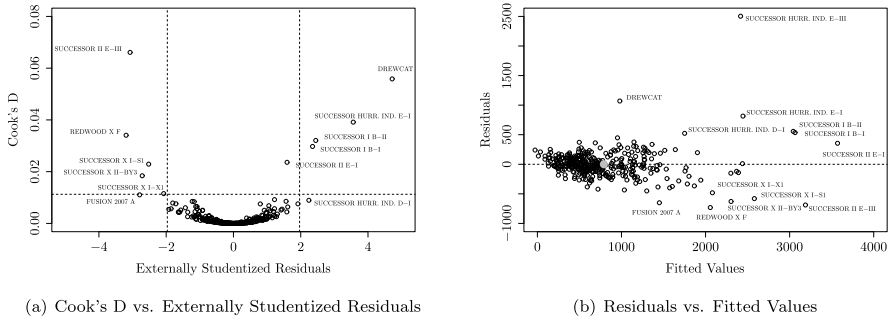 0.08
0.06
0.04
0.02
0.00
Cook's D
SUCCESSOR II E−III
DREWCAT
SUCCESSOR HURR. IND. E−I
REDWOOD X F
SUCCESSOR I B−II
SUCCESSOR I B−I
SUCCESSOR X I−S1
SUCCESSOR II E−I
SUCCESSOR X II−BY3
SUCCESSOR X I−X1
FUSION 2007 A
SUCCESSOR HURR. IND. D−I
−4
−2
0
2
4
Externally Studentized Residuals
(a) Cook's D vs. Externally Studentized Residuals
2500
1500
500
0
−1000
Residuals
SUCCESSOR HURR. IND. E−III
DREWCAT
SUCCESSOR HURR. IND. E−I
SUCCESSOR I B−II
SUCCESSOR HURR. IND. D−I
SUCCESSOR I B−I
SUCCESSOR II E−I
SUCCESSOR X I−X1
SUCCESSOR X I−S1
FUSION 2007 A
SUCCESSOR X II−BY3
SUCCESSOR II E−III
REDWOOD X F
0
1000
2000
3000
4000
Fitted Values
(b) Residuals vs. Fitted Values